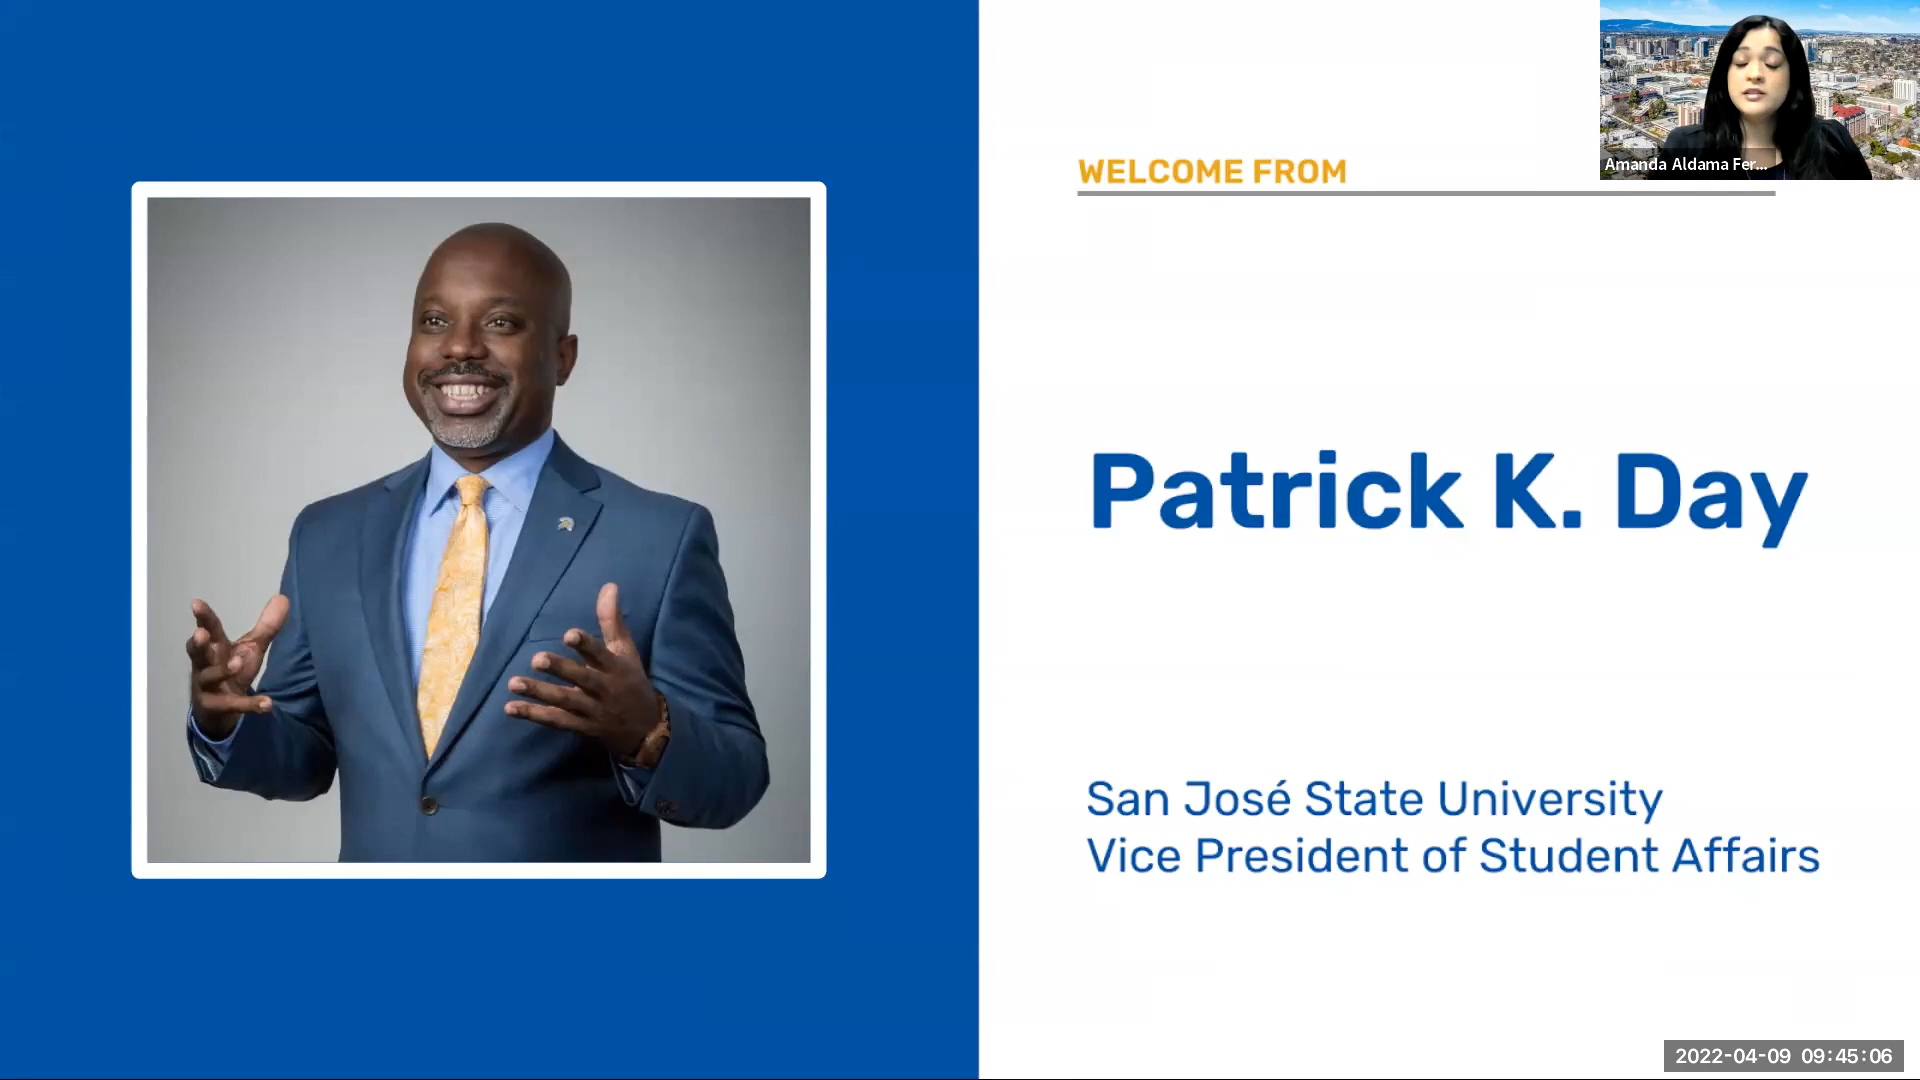 Amanda Aldama Fer...
WELCOME FROM
Patrick K. Day
San José State University
Vice President of Student Affairs
2022-04-09 09:45:06